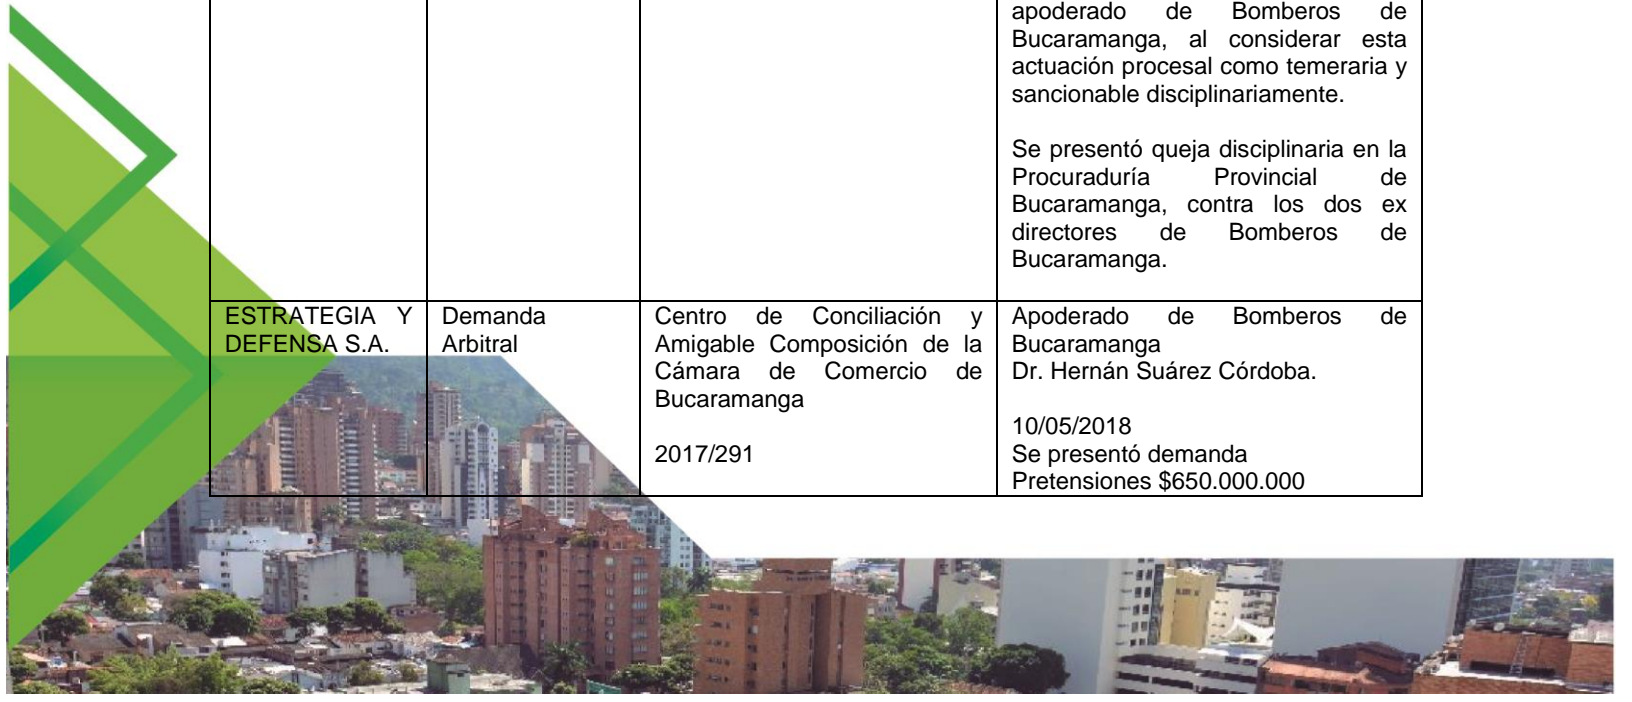 apoderado de Bomberos de
Bucaramanga, al considerar esta
actuación procesal como temeraria y
sancionable disciplinariamente.
Se presentó queja disciplinaria en la
Procuraduría Provincial de
Bucaramanga, contra los dos ex
directores de Bomberos de
Bucaramanga.
ESTRATEGIA Y
DEFENSA S.A.
Demanda
Arbitral
Centro de Conciliación y
Amigable Composición de la
Cámara de Comercio de
Bucaramanga
2017/291
Apoderado de Bomberos de
Bucaramanga
Dr. Hernán Suárez Córdoba.
10/05/2018
Se presentó demanda
Pretensiones $650.000.000